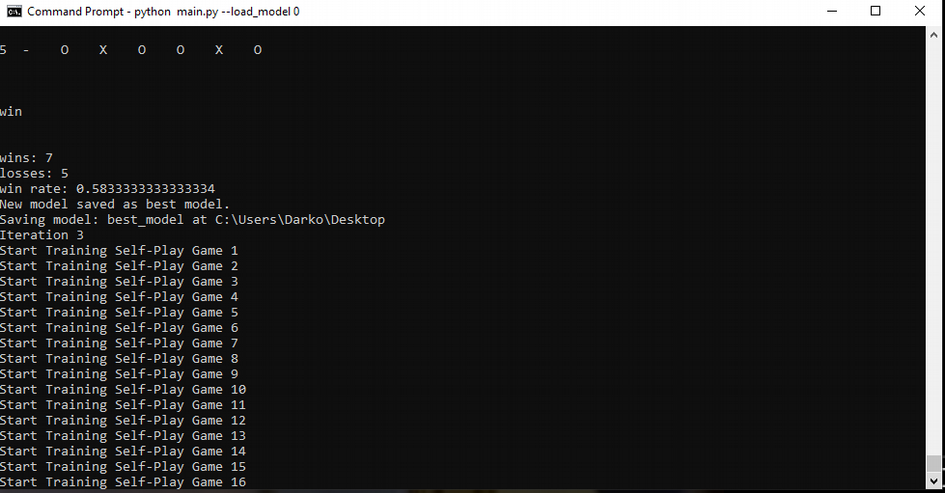 Command Prompt - python  main.py --load_model 0
5  -    O    X    O    O    X    O
win
wins: 7
losses: 5
win rate: 0.5833333333333334
New model saved as best model.
Saving model: best_model at C:\Users\Darko\Desktop
Iteration 3
Start Training Self-Play Game 1
Start Training Self-Play Game 2
Start Training Self-Play Game 3
Start Training Self-Play Game 4
Start Training Self-Play Game 5
Start Training Self-Play Game 6
Start Training Self-Play Game 7
Start Training Self-Play Game 8
Start Training Self-Play Game 9
Start Training Self-Play Game 10
Start Training Self-Play Game 11
Start Training Self-Play Game 12
Start Training Self-Play Game 13
Start Training Self-Play Game 14
Start Training Self-Play Game 15
Start Training Self-Play Game 16